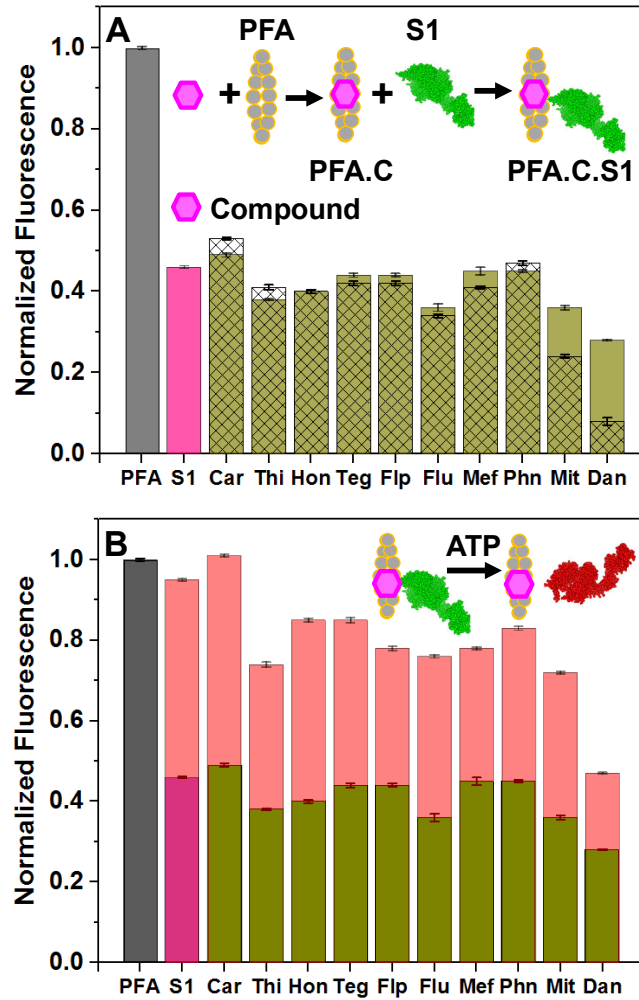 A
PFA
S1
+
+
PFA.C
PFA.C.S1
Compound
Normalized Fluorescence
1.0
0.8
0.6
0.4
0.2
0.0
PFA S1 Car Thi Hon Teg Flp Flu Mef Phn Mit Dan
B
ATP
Normalized Fluorescence
1.0
0.8
0.6
0.4
0.2
0.0
PFA S1 Car Thi Hon Teg Flp Flu Mef Phn Mit Dan